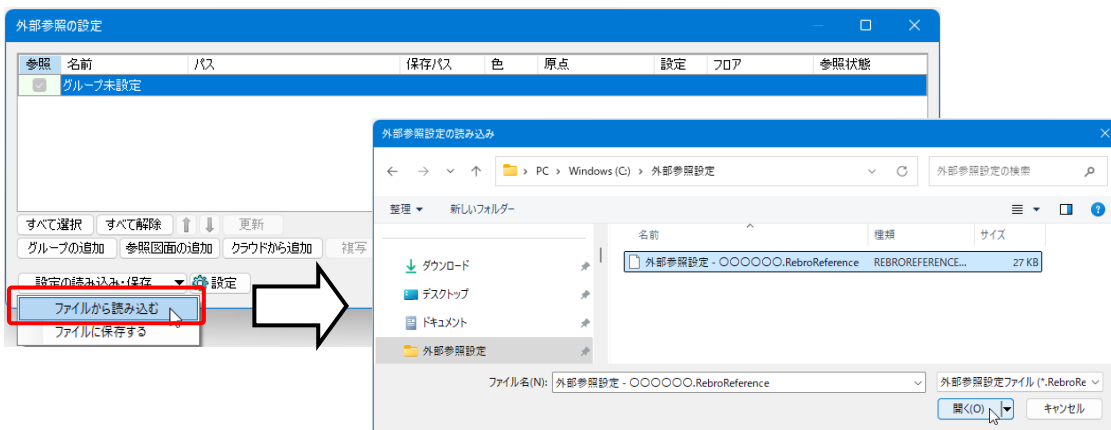 外部参照の設定
参照 名前 パス 保存パス 色 原点 設定 フロア 参照状態
グループ未設定
すべて選択 すべて解除 更新
グループの追加 参照図面の追加 クラウドから追加 複写
設定の読み込み・保存 設定
ファイルから読み込む
ファイルに保存する
外部参照設定の読み込み
PC › Windows (C:) › 外部参照設定
外部参照設定の検索
整理 新しいフォルダー
名前 種類 サイズ
外部参照設定 - 〇〇〇〇〇〇.RebroReference REBROREFERENCE... 27 KB
ダウンロード
デスクトップ
ドキュメント
外部参照設定
ファイル名(N): 外部参照設定 - 〇〇〇〇〇〇.RebroReference 外部参照設定ファイル (*.RebroRe
開く(O) キャンセル